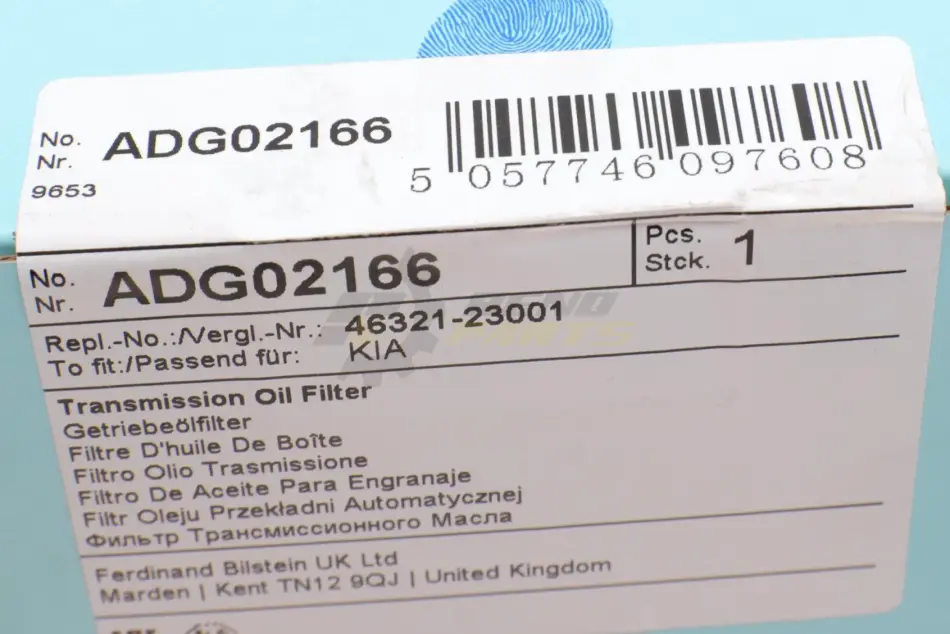 No.
Nr.
ADG02166
9653
5 057746 097608
No.
Nr.
ADG02166
Pcs.
Stck.
1
Repl.-No.:/Vergl.-Nr.: 46321-23001
To fit:/Passend für: KIA
Transmission Oil Filter
Getriebeölfilter
Filtre D'huile De Boîte
Filtro Olio Trasmissione
Filtro De Aceite Para Engranaje
Filtr Oleju Przekładni Automatycznej
Фильтр Трансмиссионного Масла
Ferdinand Bilstein UK Ltd
Marden | Kent TN12 9QJ | United Kingdom
PARTS